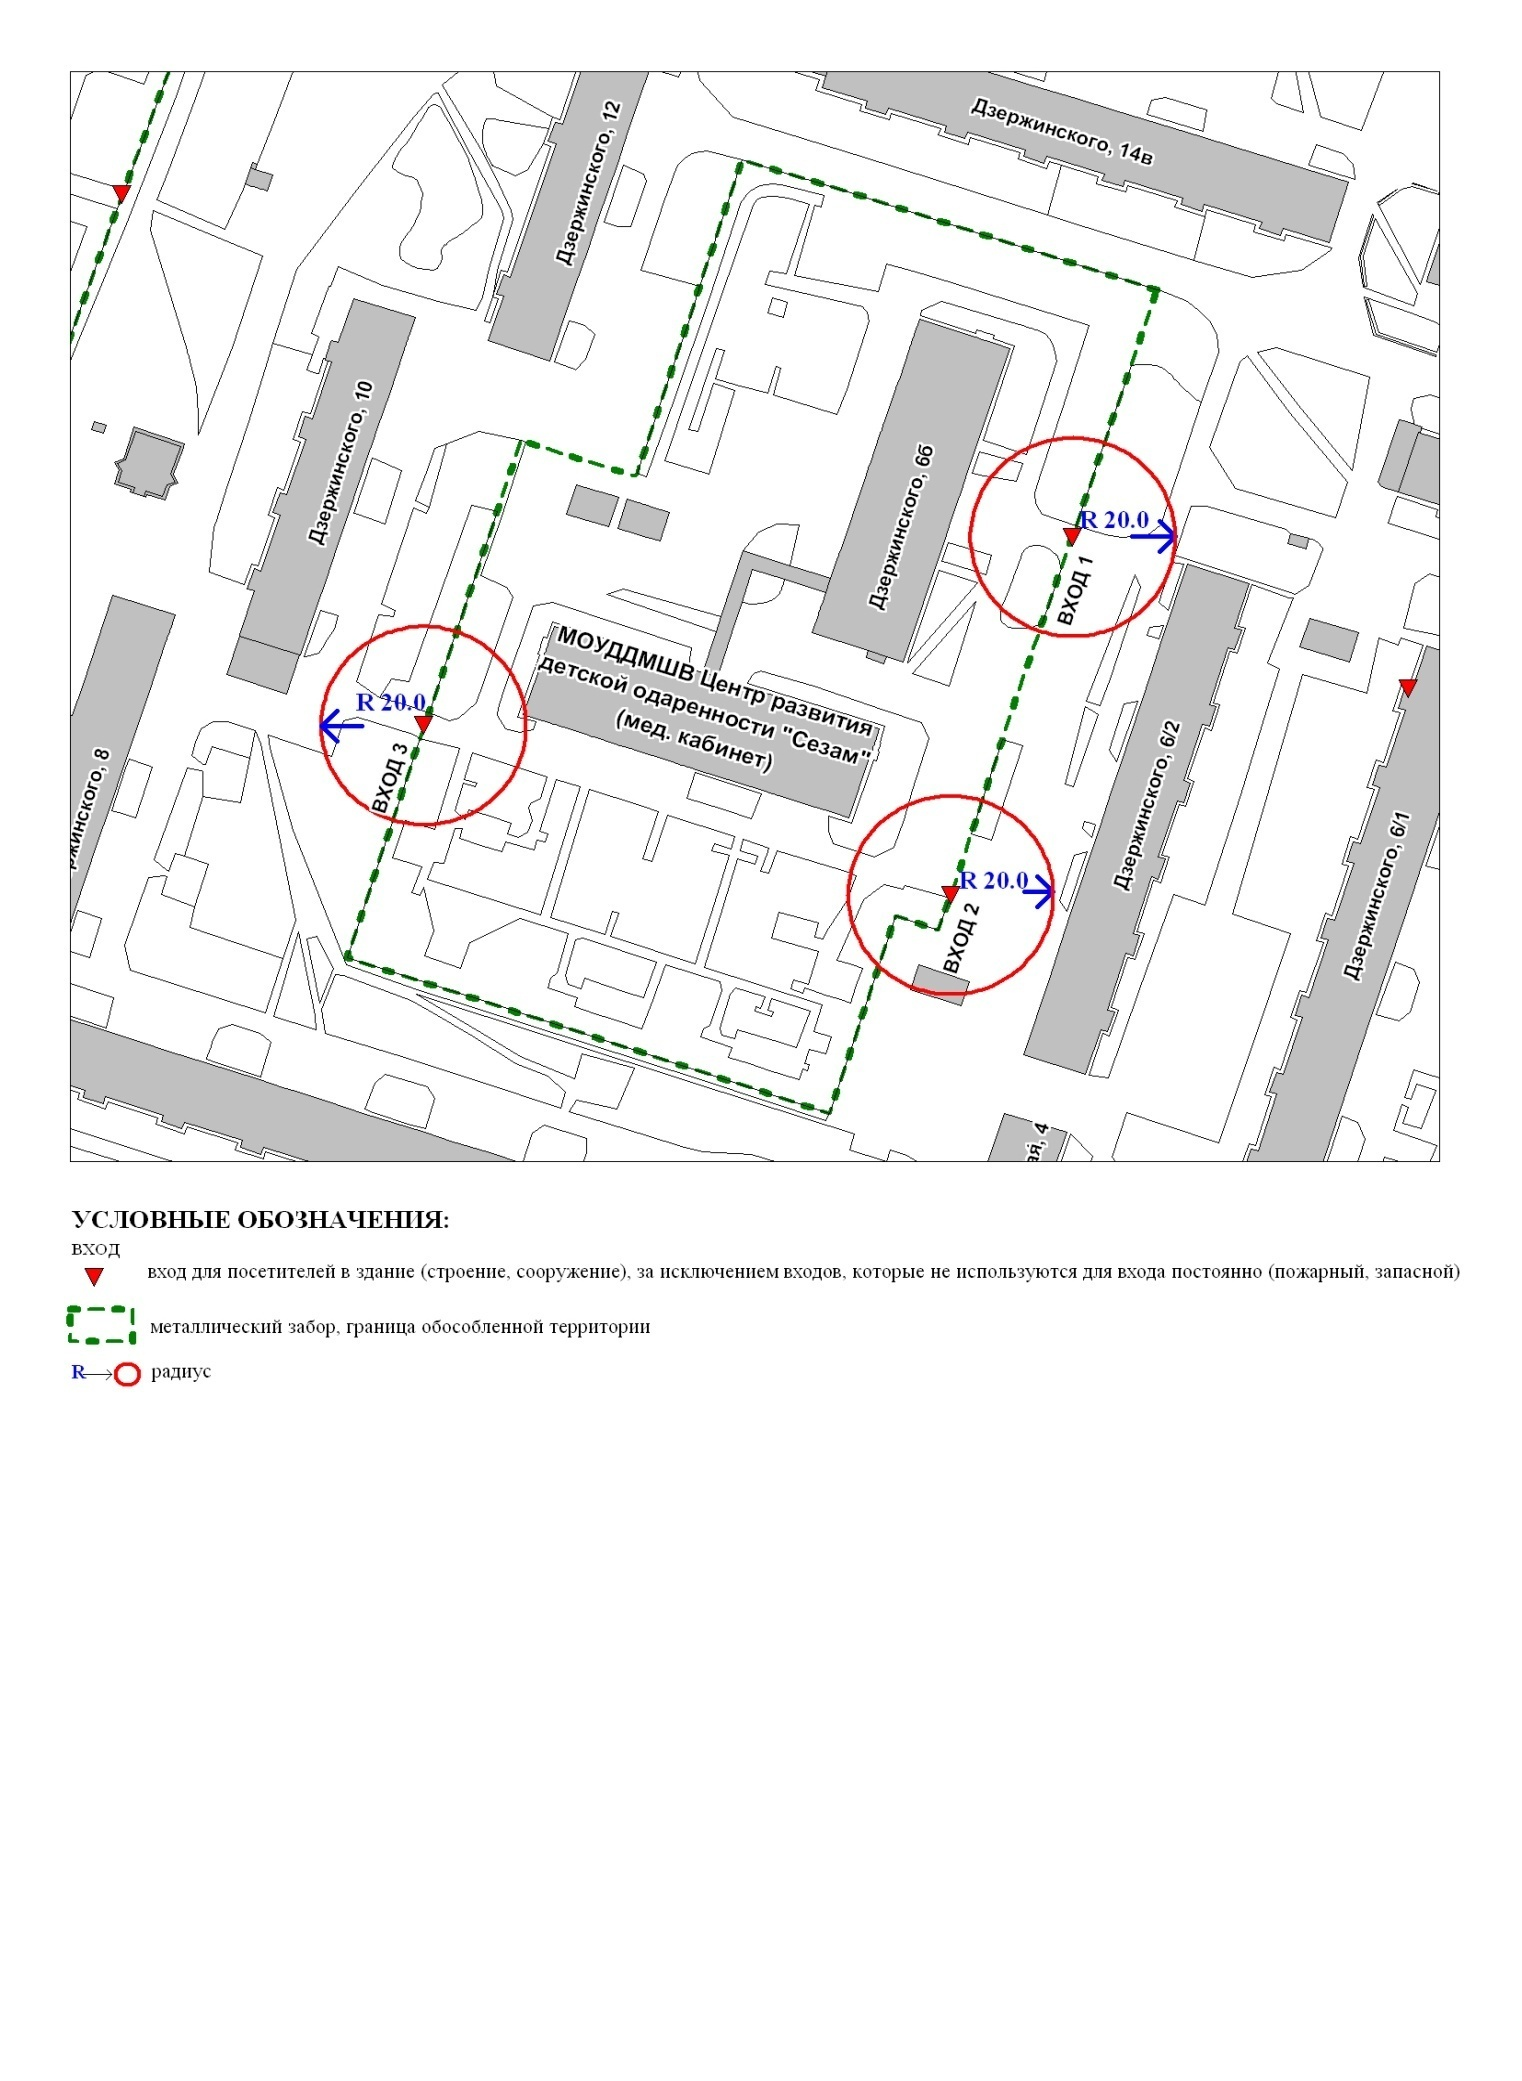 Дзержинского, 12
Дзержинского, 14в
Дзержинского, 10
Дзержинского, 6б
R 20.0
ВХОД 1
МОУДДМШВ Центр развития
детской одаренности "Сезам"
(мед. кабинет)
R 20.0
ВХОД 3
R 20.0
ВХОД 2
Дзержинского, 6/2
Дзержинского, 6/1
ржинского, 8
ая, 4
УСЛОВНЫЕ ОБОЗНАЧЕНИЯ:
ВХОД
вход для посетителей в здание (строение, сооружение), за исключением входов, которые не используются для входа постоянно (пожарный, запасной)
металлический забор, граница обособленной территории
R
радиус